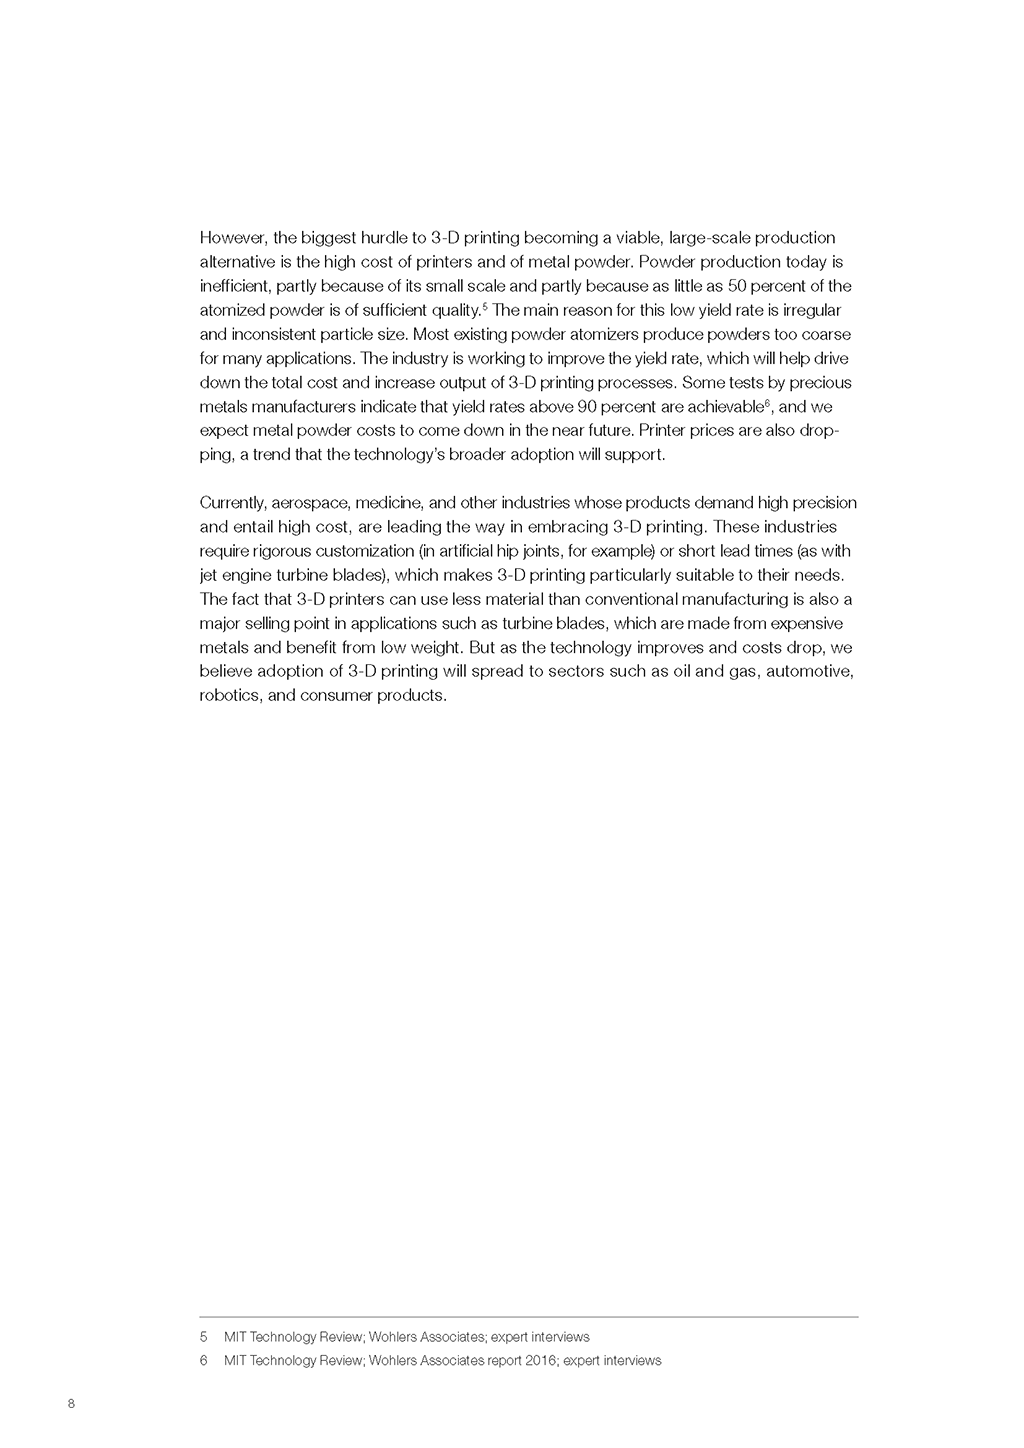 However, the biggest hurdle to 3-D printing becoming a viable, large-scale production
alternative is the high cost of printers and of metal powder. Powder production today is
inefficient, partly because of its small scale and partly because as little as 50 percent of the
atomized powder is of sufficient quality.⁵ The main reason for this low yield rate is irregular
and inconsistent particle size. Most existing powder atomizers produce powders too coarse
for many applications. The industry is working to improve the yield rate, which will help drive
down the total cost and increase output of 3-D printing processes. Some tests by precious
metals manufacturers indicate that yield rates above 90 percent are achievable⁶, and we
expect metal powder costs to come down in the near future. Printer prices are also drop-
ping, a trend that the technology’s broader adoption will support.
Currently, aerospace, medicine, and other industries whose products demand high precision
and entail high cost, are leading the way in embracing 3-D printing. These industries
require rigorous customization (in artificial hip joints, for example) or short lead times (as with
jet engine turbine blades), which makes 3-D printing particularly suitable to their needs.
The fact that 3-D printers can use less material than conventional manufacturing is also a
major selling point in applications such as turbine blades, which are made from expensive
metals and benefit from low weight. But as the technology improves and costs drop, we
believe adoption of 3-D printing will spread to sectors such as oil and gas, automotive,
robotics, and consumer products.
5 MIT Technology Review; Wohlers Associates; expert interviews
6 MIT Technology Review; Wohlers Associates report 2016; expert interviews
8